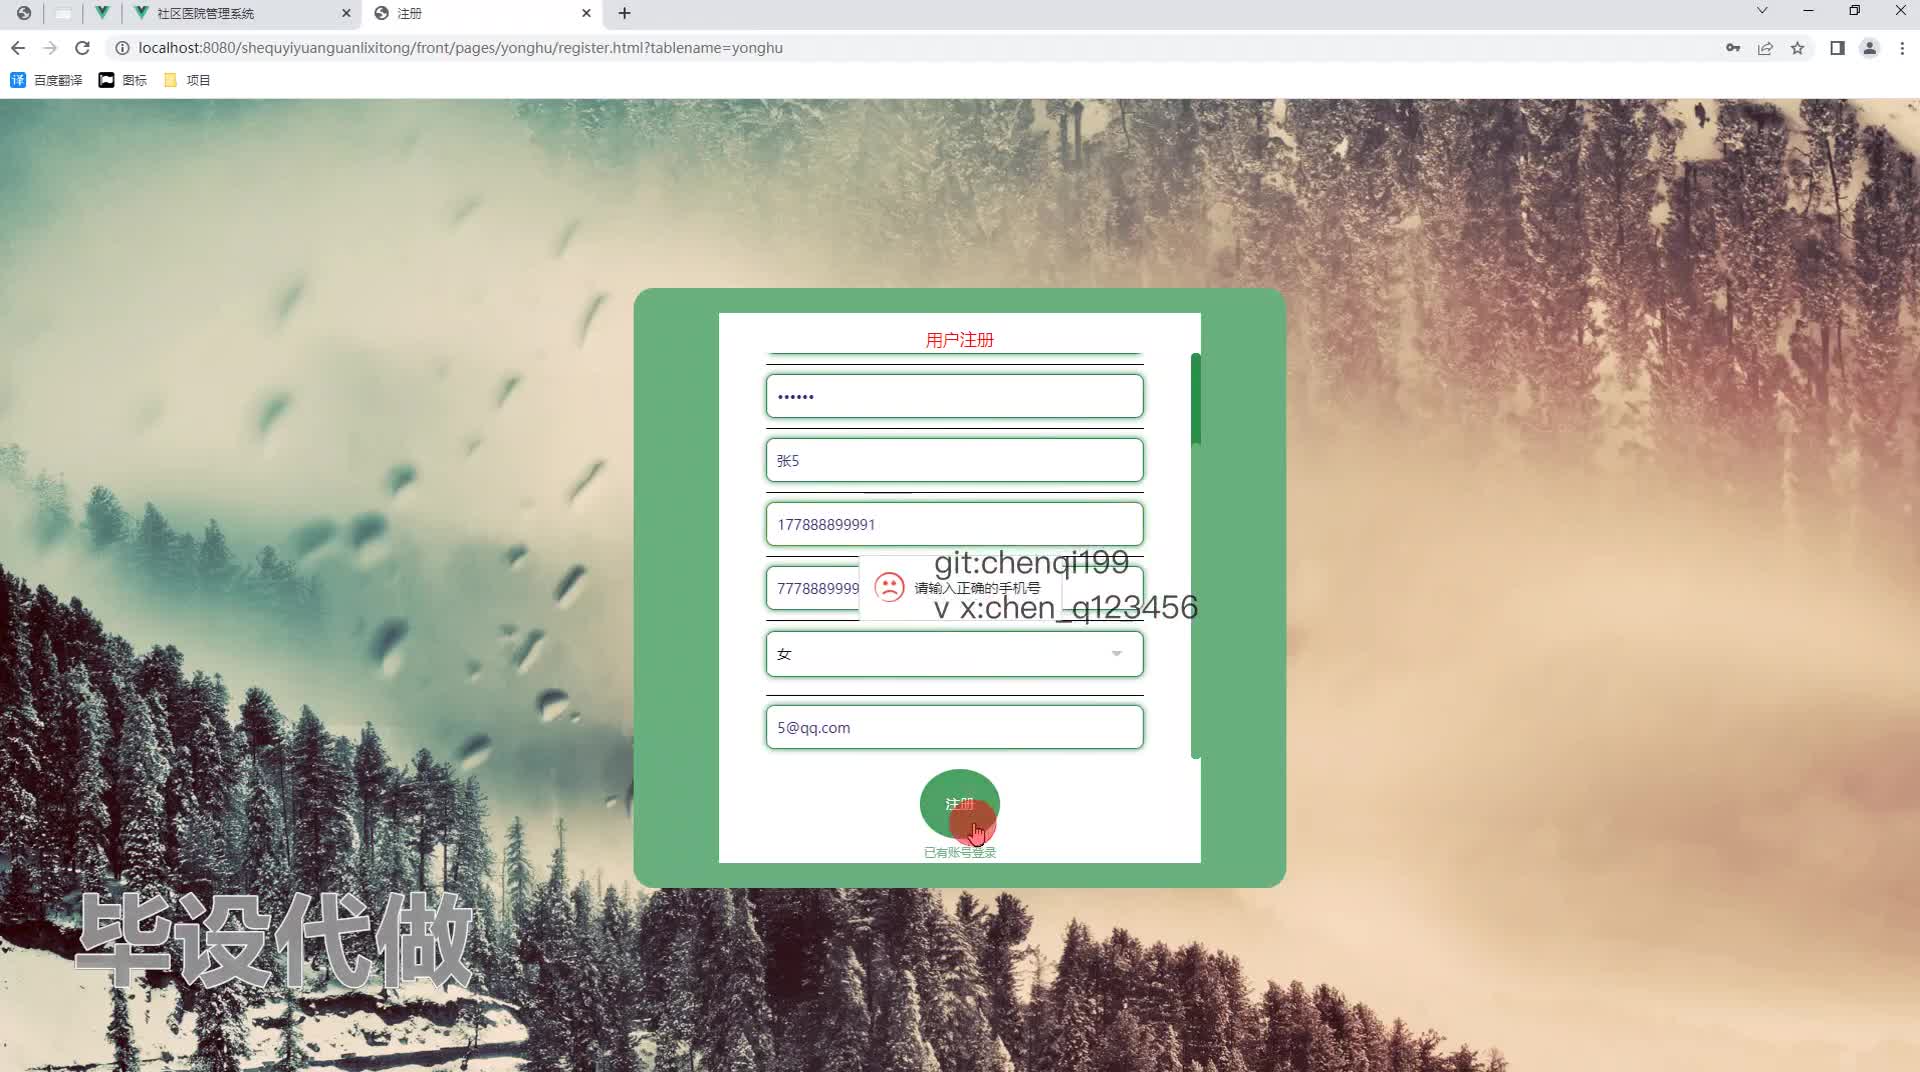 社区医院管理系统
注册
localhost:8080/shequyiyuanguanlixitong/front/pages/yonghu/register.html?tablename=yonghu
译 百度翻译 图标 项目
用户注册
••••••
张5
177888899991
7778889999
请输入正确的手机号
git:chenqi199
v x:chen_q123456
女
5@qq.com
注册
已有账号登录
毕设代做